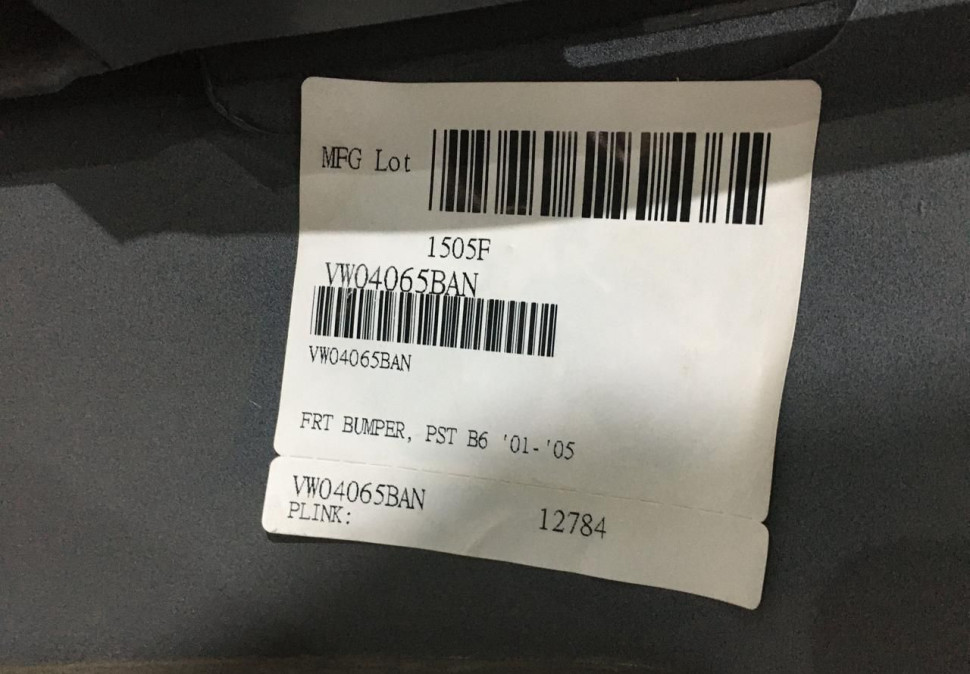 MFG Lot
1505F
VW04065BAN
VW04065BAN
FRT BUMPER, PST B6 '01-'05
VW04065BAN
PLINK: 12784